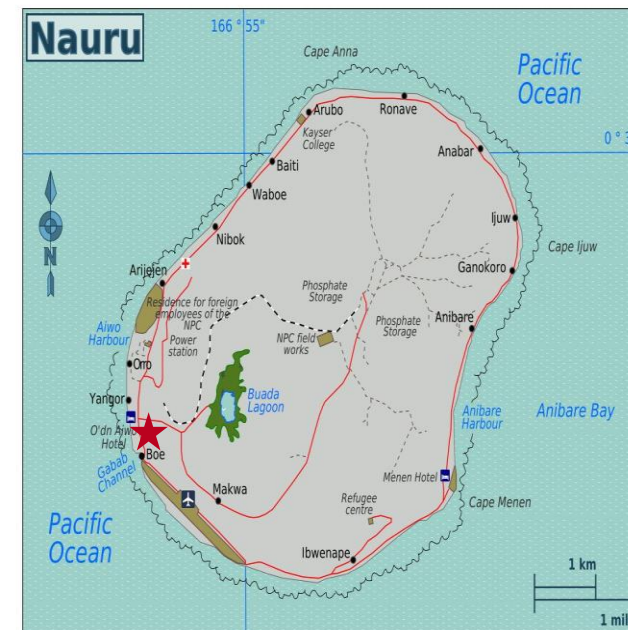 Nauru
166 ° 55"
Cape Anna
Pacific
Ocean
Arubo
Ronave
Kayser
College
0 ° 3
Anabar
Baiti
Waboe
Ijuw
Nibok
Cape Ijuw
N
Ganokoro
Arijejen
Phosphate
Storage
Residence for foreign
employees of the
NPC
Phosphate
Storage
Anibare
Aiwo
Harbour
Power
station
NPC field
works
Orro
Buada
Lagoon
Yangor
Anibare
Harbour
Anibare Bay
O'dn Aiwo
Hotel
Boe
Gabab
Channel
Menen Hotel
Makwa
Refugee
centre
Cape Menen
Pacific
Ocean
Ibwenape
1 km
1 mil